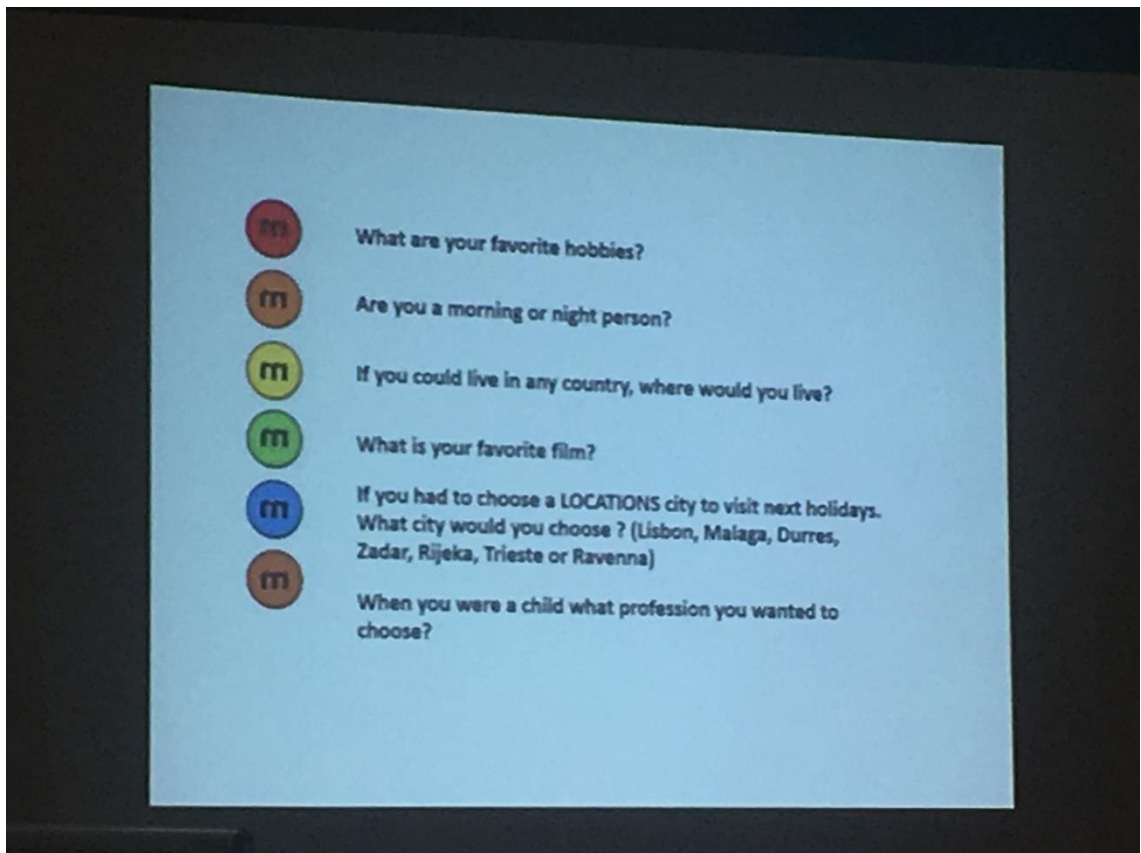 m What are your favorite hobbies?
m Are you a morning or night person?
m If you could live in any country, where would you live?
m What is your favorite film?
m If you had to choose a LOCATIONS city to visit next holidays.
What city would you choose ? (Lisbon, Malaga, Durres,
Zadar, Rijeka, Trieste or Ravenna)
m When you were a child what profession you wanted to
choose?